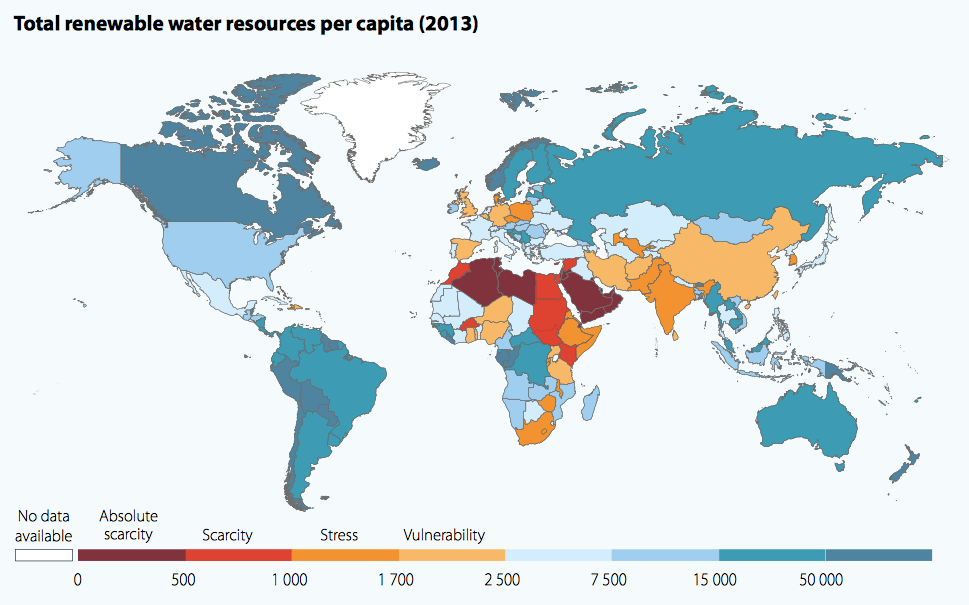 Total renewable water resources per capita (2013)
No data
available
Absolute
scarcity
Scarcity
Stress
Vulnerability
0
500
1 000
1 700
2 500
7 500
15 000
50 000